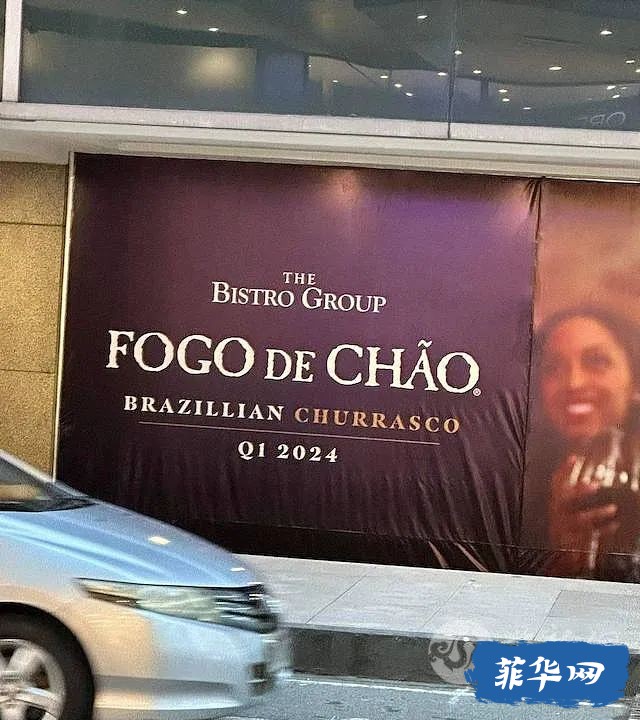 THE
BISTRO GROUP
FOGO DE CHÃO®
BRAZILLIAN CHURRASCO
Q1 2024
菲华网